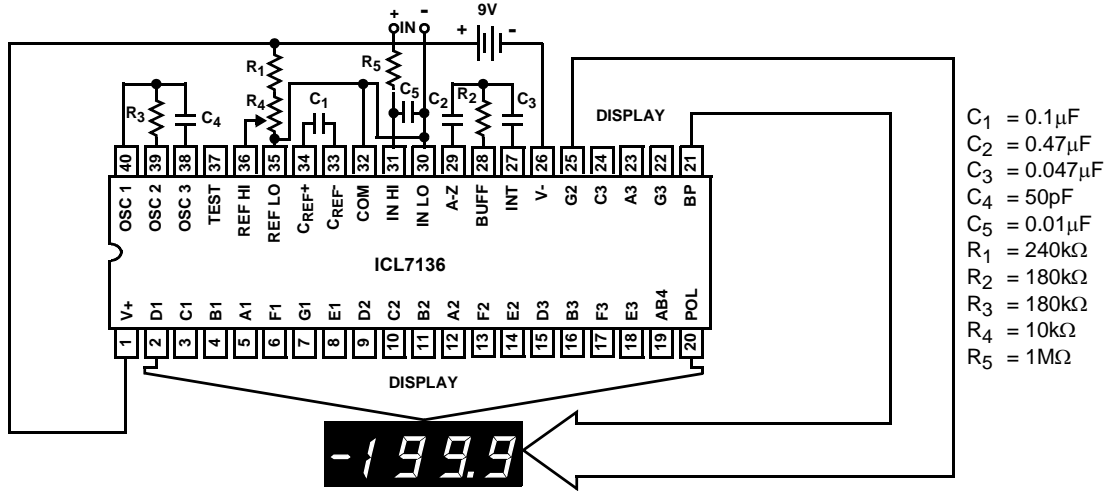 + IN - + 9V -
R1 R5
R4 C1 C5 C2 R2 C3 DISPLAY
R3 C4
40 39 38 37 36 35 34 33 32 31 30 29 28 27 26 25 24 23 22 21
OSC 1 OSC 2 OSC 3 TEST REF HI REF LO CREF+ CREF- COM IN HI IN LO A-Z BUFF INT V- G2 C3 A3 G3 BP
ICL7136
V+ D1 C1 B1 A1 F1 G1 E1 D2 C2 B2 A2 F2 E2 D3 B3 F3 E3 AB4 POL
1 2 3 4 5 6 7 8 9 10 11 12 13 14 15 16 17 18 19 20
DISPLAY
-199.9
C1 = 0.1μF
C2 = 0.47μF
C3 = 0.047μF
C4 = 50pF
C5 = 0.01μF
R1 = 240kΩ
R2 = 180kΩ
R3 = 180kΩ
R4 = 10kΩ
R5 = 1MΩ